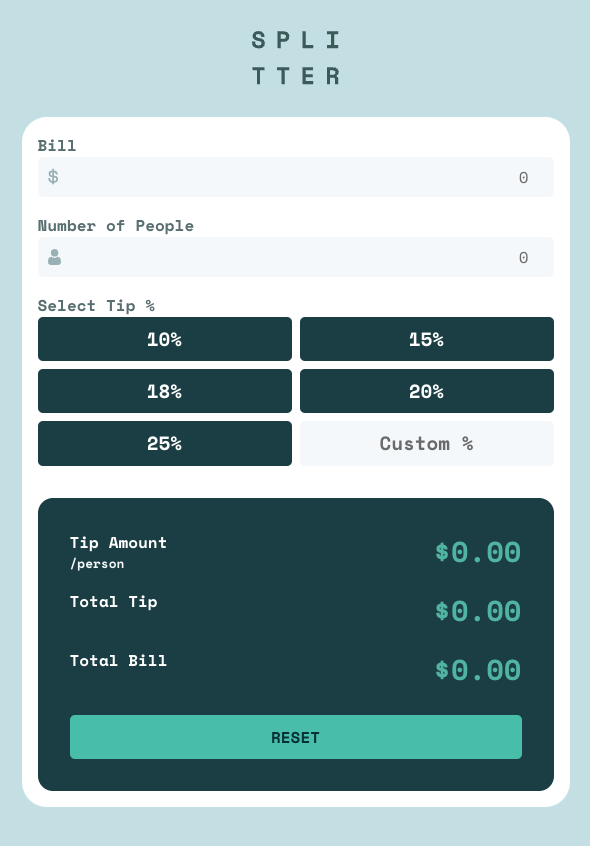 SPLI
TTER
Bill
$ 0
Number of People
0
Select Tip %
10% 15%
18% 20%
25% Custom %
Tip Amount $0.00
/person
Total Tip $0.00
Total Bill $0.00
RESET